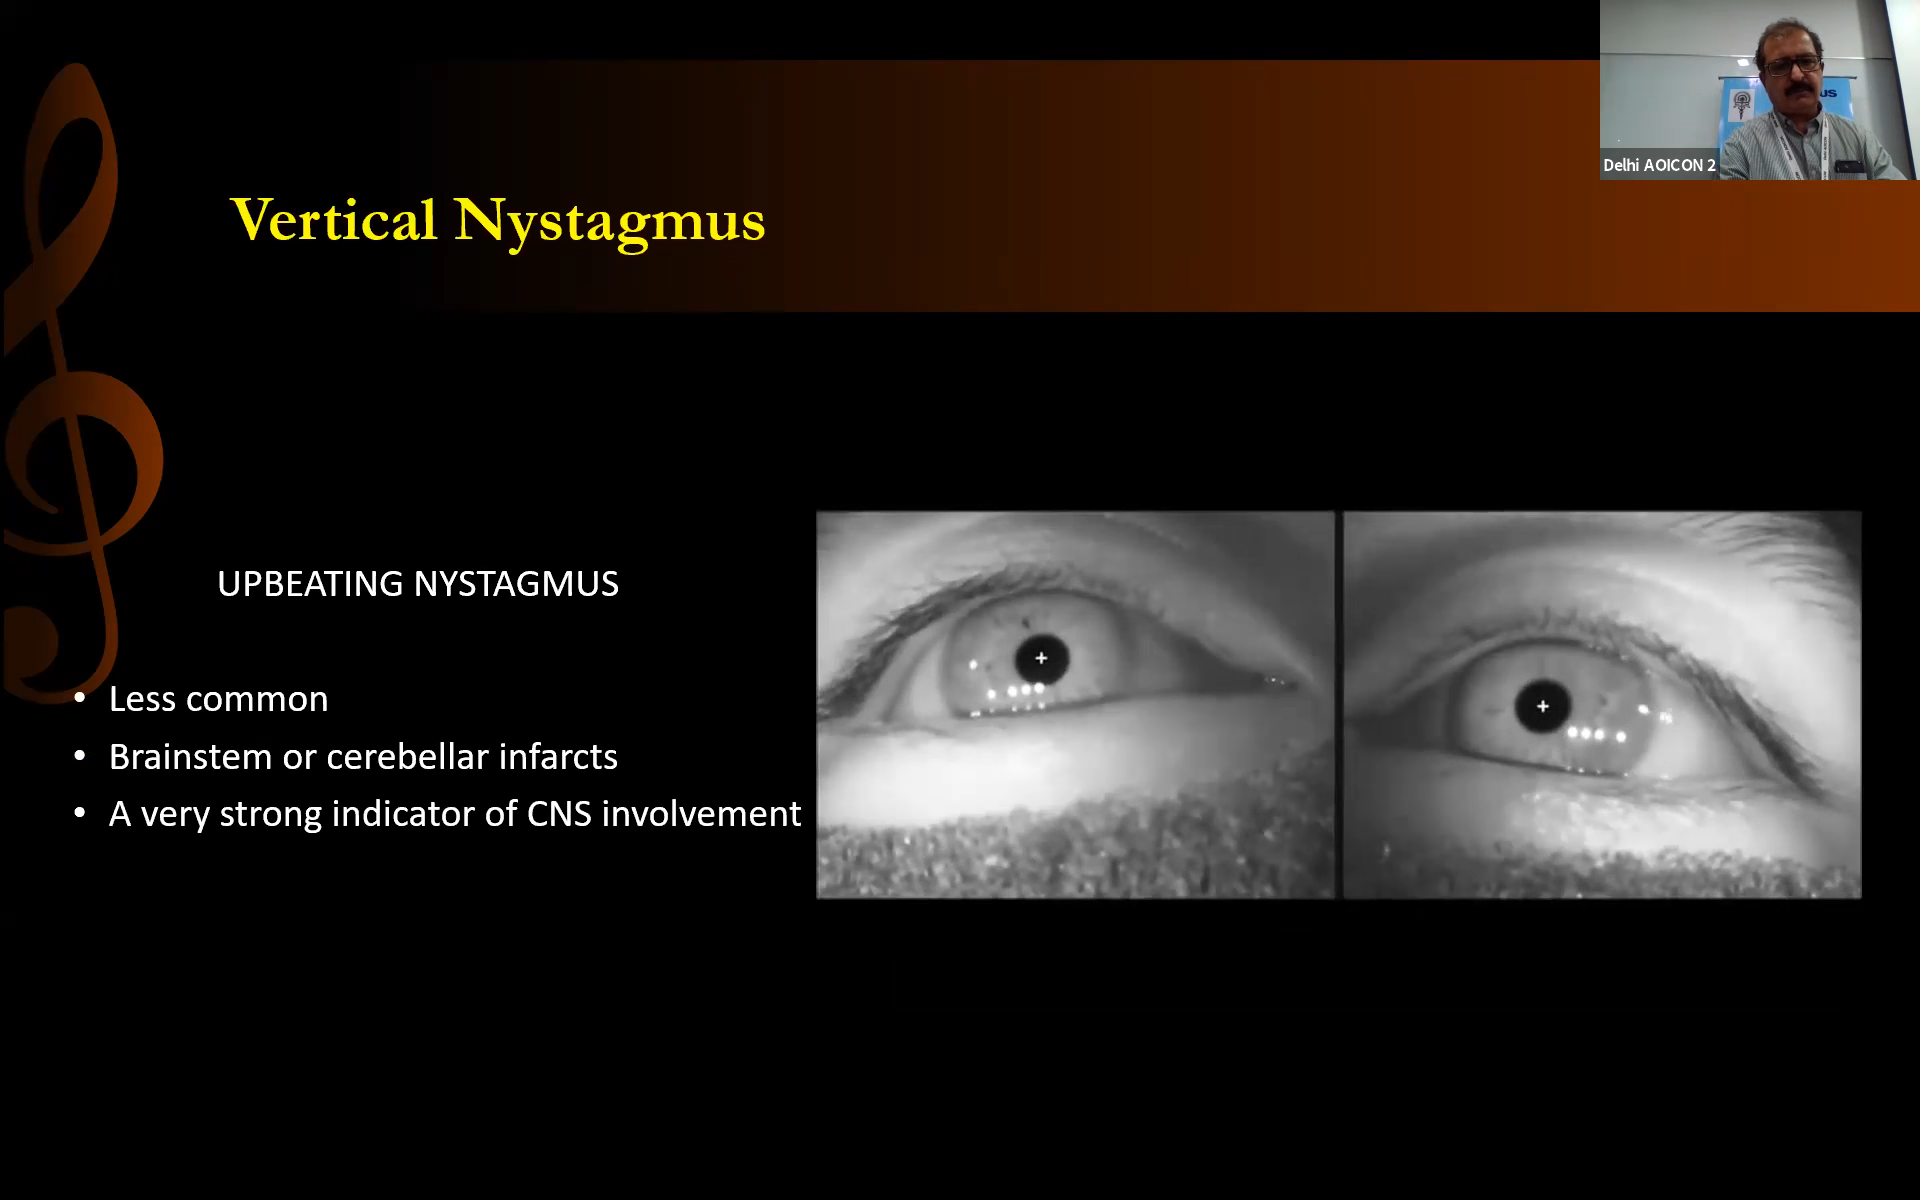 Delhi AOICON 2
Vertical Nystagmus
UPBEATING NYSTAGMUS
• Less common
• Brainstem or cerebellar infarcts
• A very strong indicator of CNS involvement